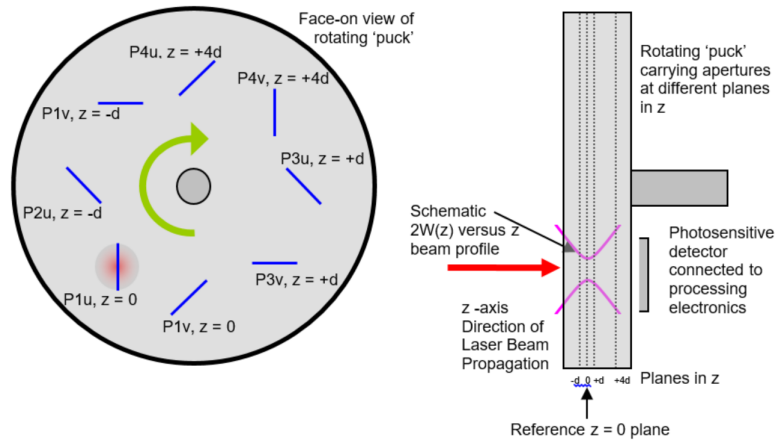 Face-on view of
rotating ‘puck’
P4u, z = +4d
P4v, z = +4d
P1v, z = -d
P3u, z = +d
P2u, z = -d
P3v, z = +d
P1u, z = 0
P1v, z = 0
Rotating ‘puck’
carrying apertures
at different planes
in z
Schematic
2W(z) versus z
beam profile
Photosensitive
detector
connected to
processing
electronics
z -axis
Direction of
Laser Beam
Propagation
-d 0 +d +4d
Planes in z
Reference z = 0 plane